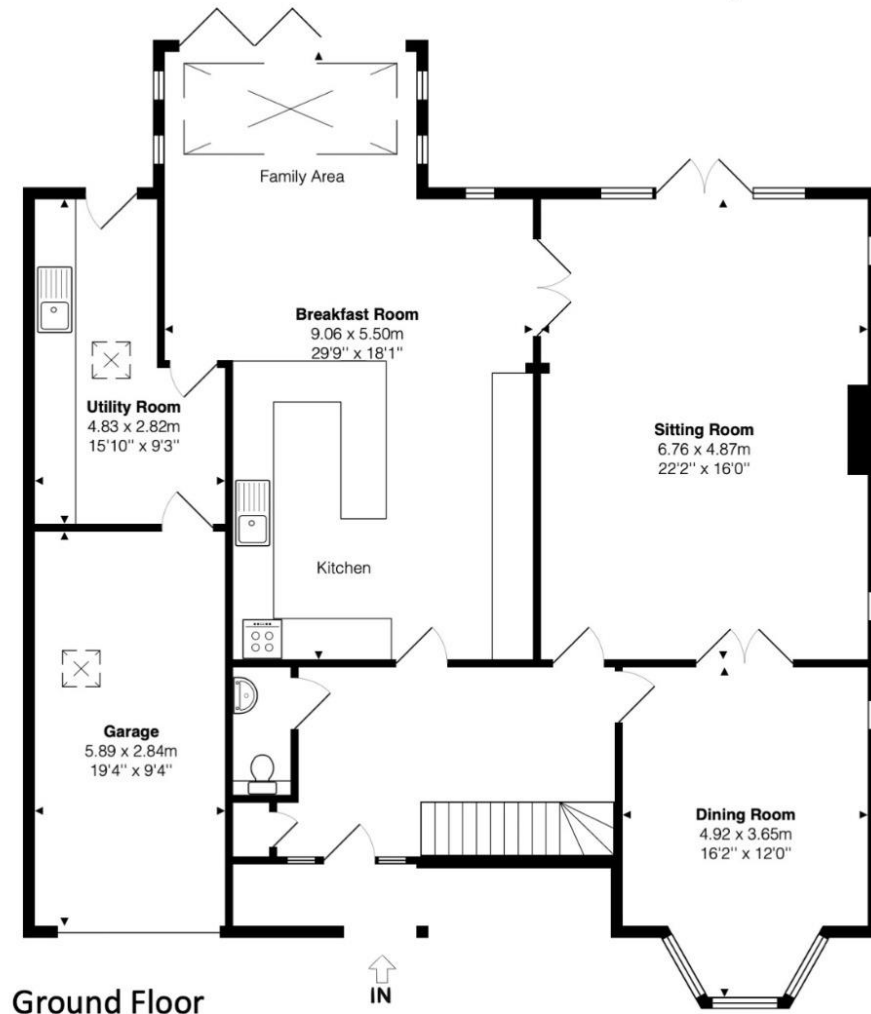 Family Area
Breakfast Room
9.06 x 5.50m
29'9" x 18'1"
Utility Room
4.83 x 2.82m
15'10" x 9'3"
Sitting Room
6.76 x 4.87m
22'2" x 16'0"
Kitchen
Garage
5.89 x 2.84m
19'4" x 9'4"
Dining Room
4.92 x 3.65m
16'2" x 12'0"
IN
Ground Floor